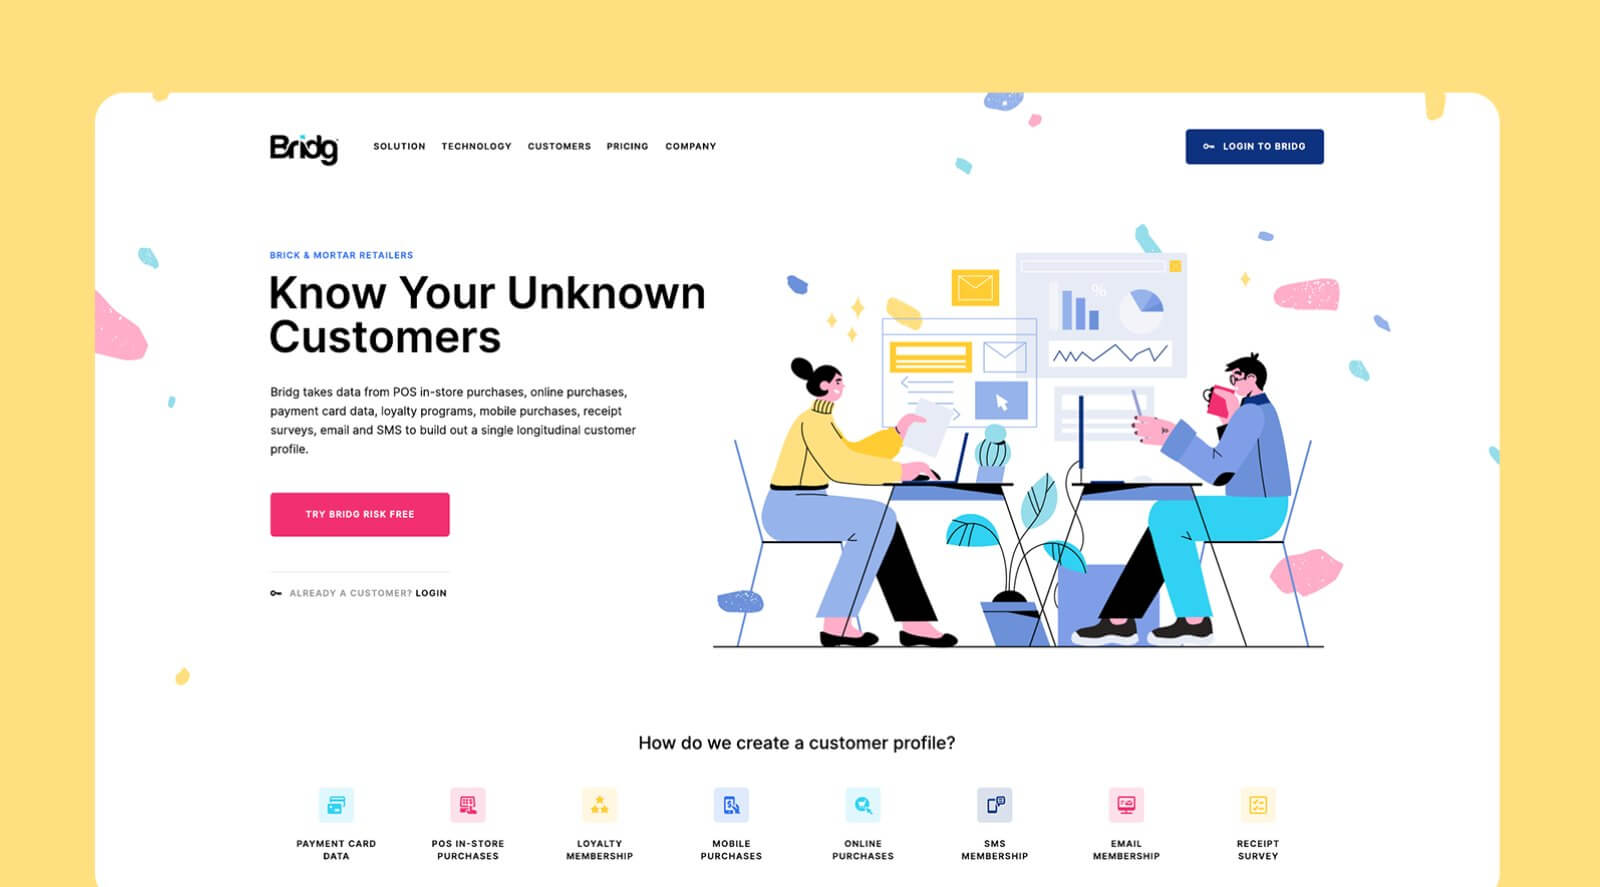 Bridg
SOLUTION TECHNOLOGY CUSTOMERS PRICING COMPANY
LOGIN TO BRIDG
BRICK & MORTAR RETAILERS
Know Your Unknown
Customers
Bridg takes data from POS in-store purchases, online purchases,
payment card data, loyalty programs, mobile purchases, receipt
surveys, email and SMS to build out a single longitudinal customer
profile.
TRY BRIDG RISK FREE
ALREADY A CUSTOMER? LOGIN
%
How do we create a customer profile?
PAYMENT CARD
DATA
POS IN-STORE
PURCHASES
LOYALTY
MEMBERSHIP
MOBILE
PURCHASES
ONLINE
PURCHASES
SMS
MEMBERSHIP
EMAIL
MEMBERSHIP
RECEIPT
SURVEY